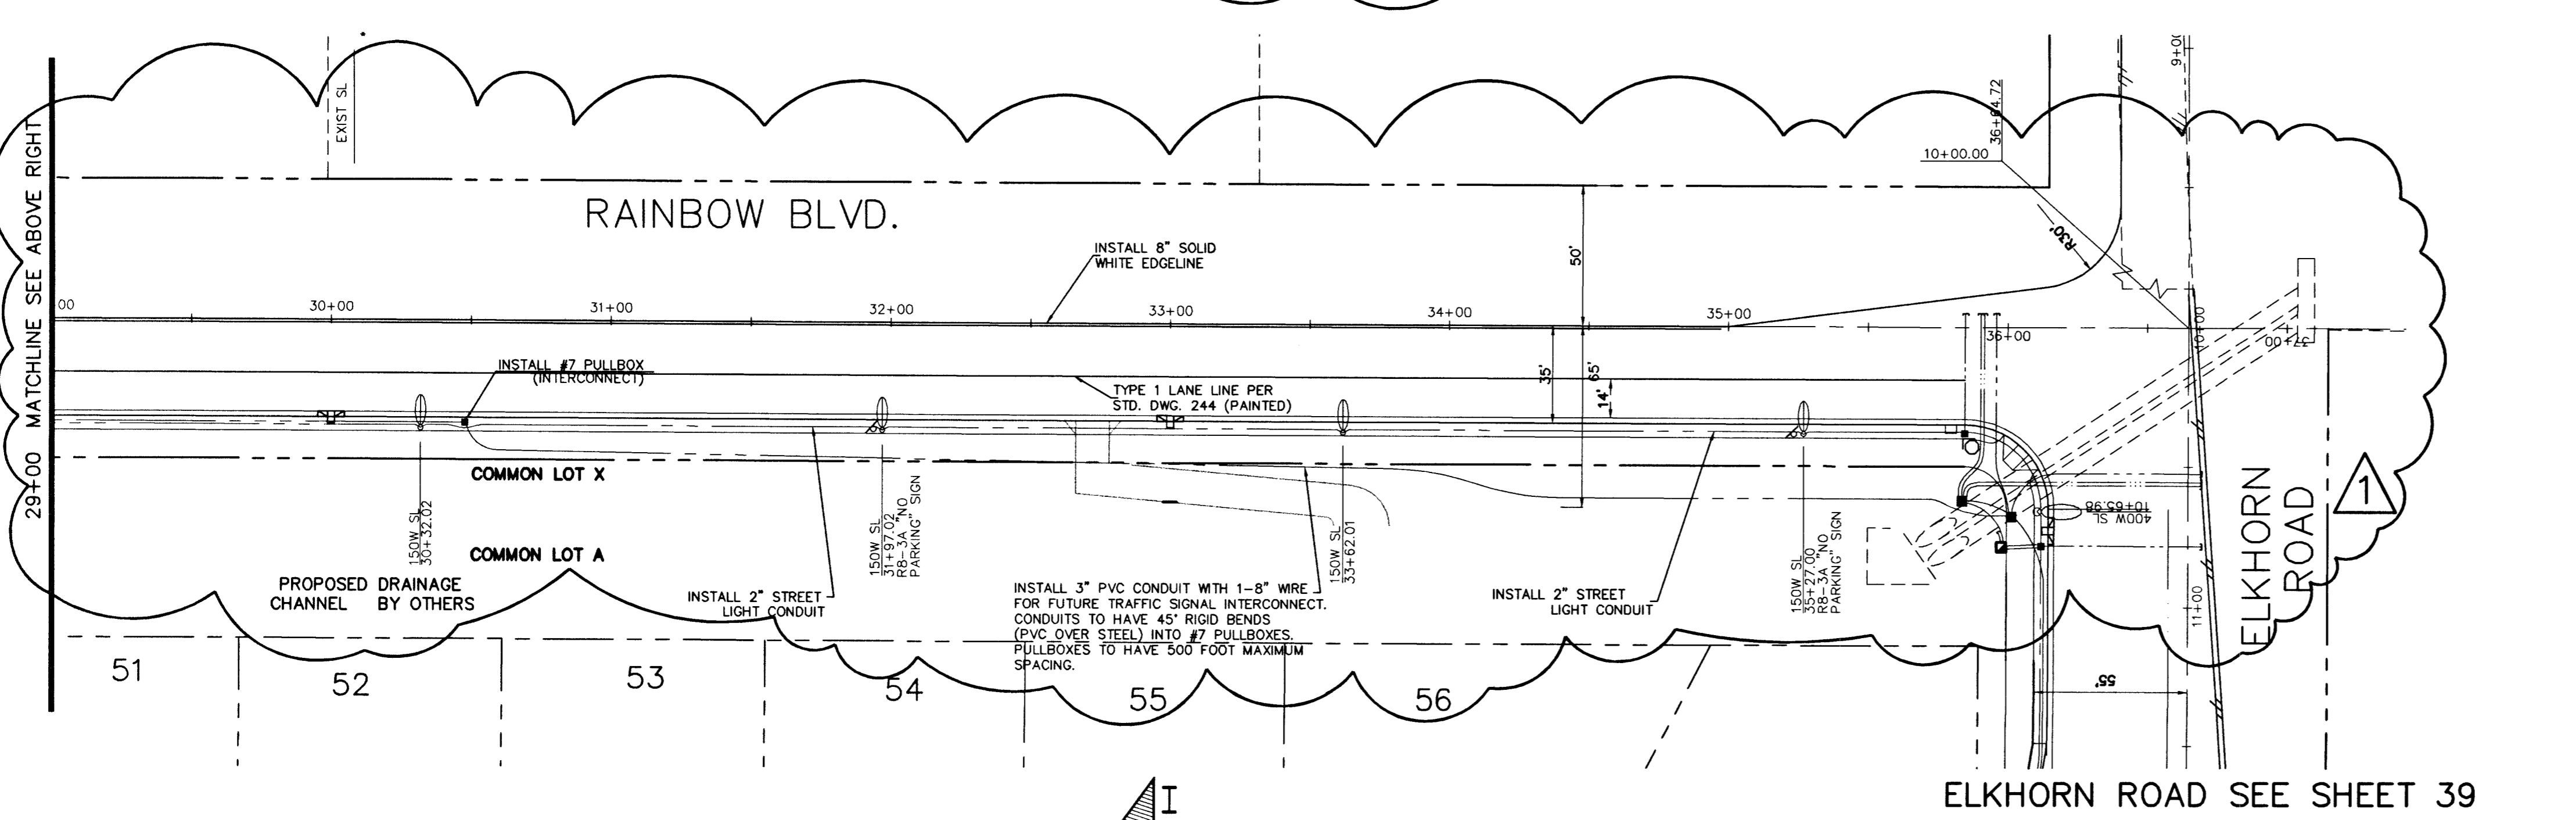 EXIST SL
MATCHLINE SEE ABOVE RIGHT
29+00
RAINBOW BLVD.
INSTALL 8" SOLID
WHITE EDGELINE
50'
10+00.00
R30'
9+00
00
30+00
31+00
32+00
33+00
34+00
35+00
36+00
10+00
37+00
INSTALL #7 PULLBOX
(INTERCONNECT)
TYPE 1 LANE LINE PER
STD. DWG. 244 (PAINTED)
35'
65'
14'
COMMON LOT X
COMMON LOT A
150W SL
30+32.02
150W SL
31+97.02
R8-3A "NO
PARKING" SIGN
150W SL
33+62.01
150W SL
35+27.00
R8-3A "NO
PARKING" SIGN
400W SL
10+65.98
PROPOSED DRAINAGE
CHANNEL BY OTHERS
INSTALL 2" STREET
LIGHT CONDUIT
INSTALL 3" PVC CONDUIT WITH 1-8" WIRE
FOR FUTURE TRAFFIC SIGNAL INTERCONNECT.
CONDUITS TO HAVE 45° RIGID BENDS
(PVC OVER STEEL) INTO #7 PULLBOXES.
PULLBOXES TO HAVE 500 FOOT MAXIMUM
SPACING.
INSTALL 2" STREET
LIGHT CONDUIT
11+00
ELKHORN
ROAD
1
55'
51
52
53
54
55
56
I
ELKHORN ROAD SEE SHEET 39